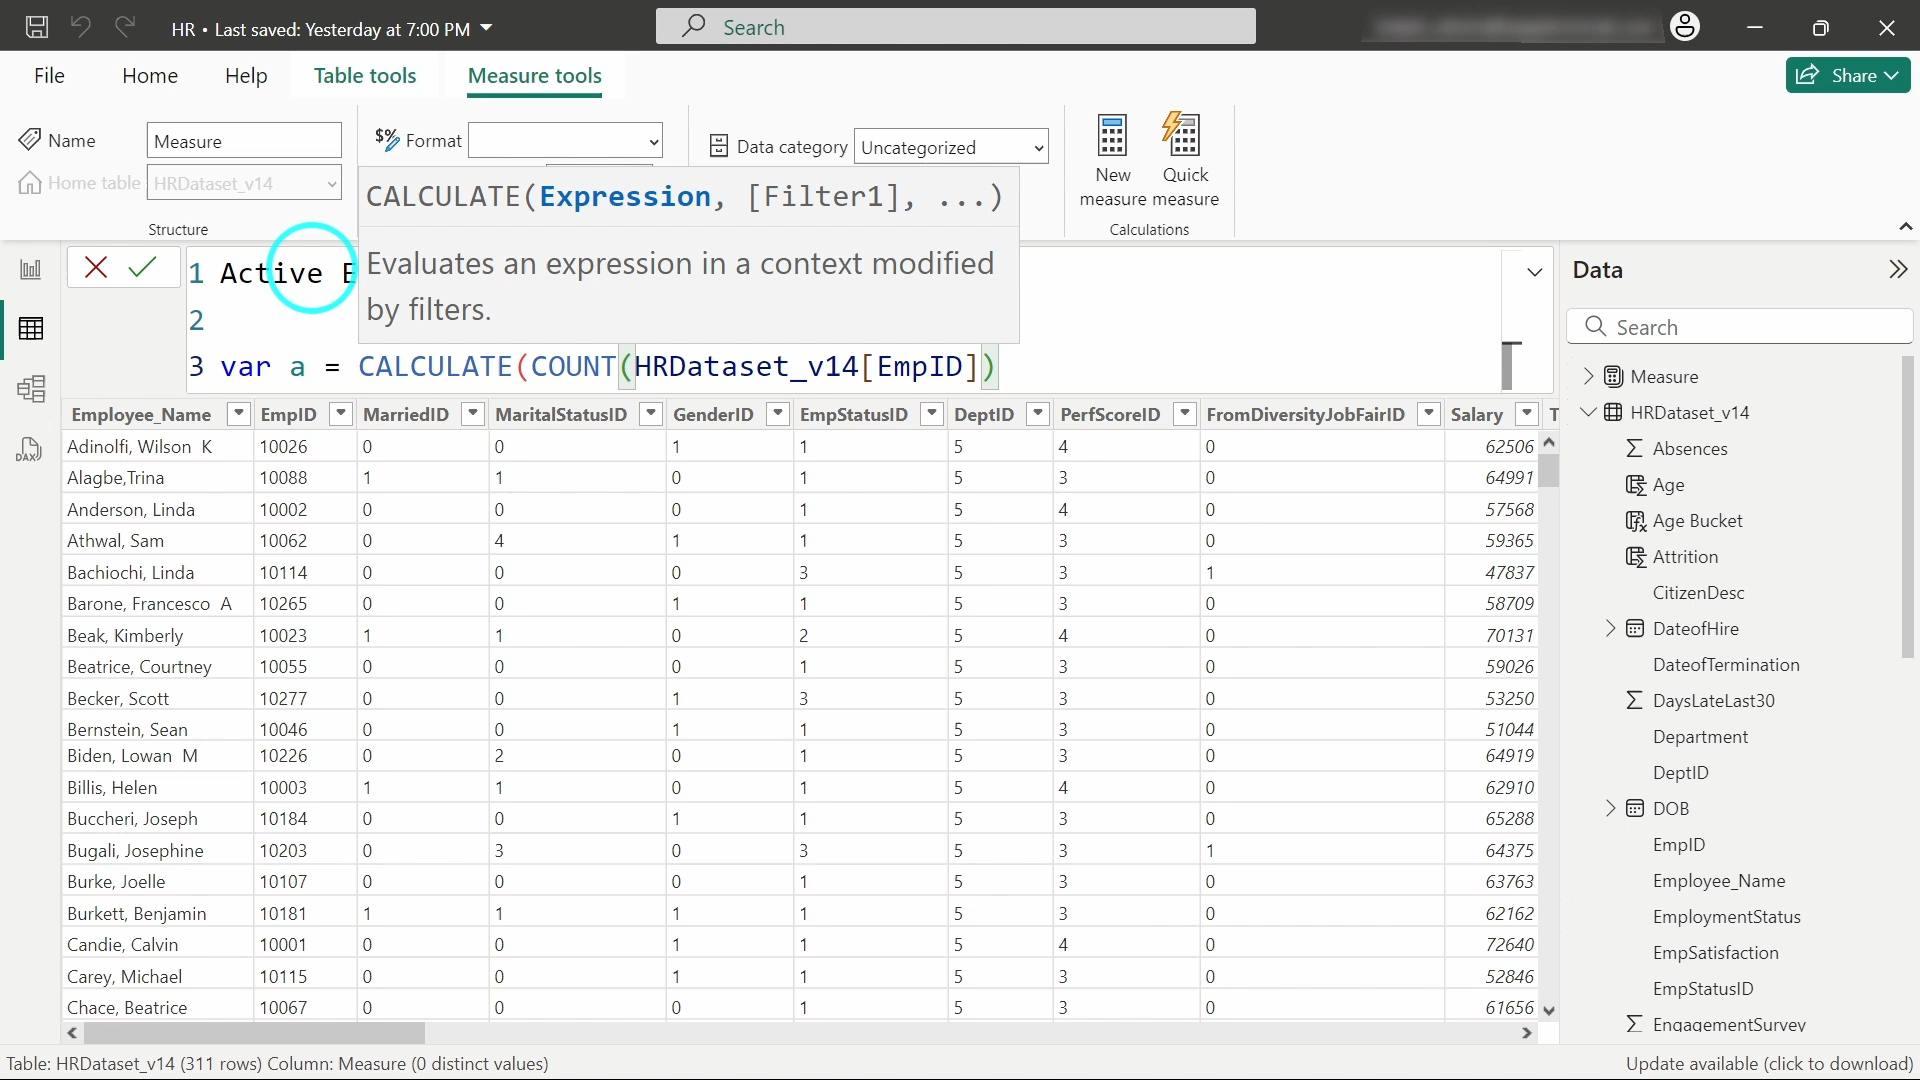 HR • Last saved: Yesterday at 7:00 PM
Search
File
Home
Help
Table tools
Measure tools
Share
Name
Measure
Format
Data category
Uncategorized
Home table
HRDataset_v14
Structure
New
measure
Quick
measure
Calculations
CALCULATE(Expression, [Filter1], ...)
Evaluates an expression in a context modified
by filters.
1 Active E
2
3 var a = CALCULATE(COUNT(HRDataset_v14[EmpID])
Employee_Name EmpID MarriedID MaritalStatusID GenderID EmpStatusID DeptID PerfScoreID FromDiversityJobFairID Salary T
Adinolfi, Wilson K 10026 0 0 1 1 5 4 0 62506
Alagbe,Trina 10088 1 1 0 1 5 3 0 64991
Anderson, Linda 10002 0 0 0 1 5 4 0 57568
Athwal, Sam 10062 0 4 1 1 5 3 0 59365
Bachiochi, Linda 10114 0 0 0 3 5 3 1 47837
Barone, Francesco A 10265 0 0 1 1 5 3 0 58709
Beak, Kimberly 10023 1 1 0 2 5 4 0 70131
Beatrice, Courtney 10055 0 0 0 1 5 3 0 59026
Becker, Scott 10277 0 0 1 3 5 3 0 53250
Bernstein, Sean 10046 0 0 1 1 5 3 0 51044
Biden, Lowan M 10226 0 2 0 1 5 3 0 64919
Billis, Helen 10003 1 1 0 1 5 4 0 62910
Buccheri, Joseph 10184 0 0 1 1 5 3 0 65288
Bugali, Josephine 10203 0 3 0 3 5 3 1 64375
Burke, Joelle 10107 0 0 0 1 5 3 0 63763
Burkett, Benjamin 10181 1 1 1 1 5 3 0 62162
Candie, Calvin 10001 0 0 1 1 5 4 0 72640
Carey, Michael 10115 0 0 1 1 5 3 0 52846
Chace, Beatrice 10067 0 0 0 1 5 3 0 61656
Data
Search
Measure
HRDataset_v14
Absences
Age
Age Bucket
Attrition
CitizenDesc
DateofHire
DateofTermination
DaysLateLast30
Department
DeptID
DOB
EmpID
Employee_Name
EmploymentStatus
EmpSatisfaction
EmpStatusID
EngagementSurvey
DAX
Table: HRDataset_v14 (311 rows) Column: Measure (0 distinct values)
Update available (click to download)